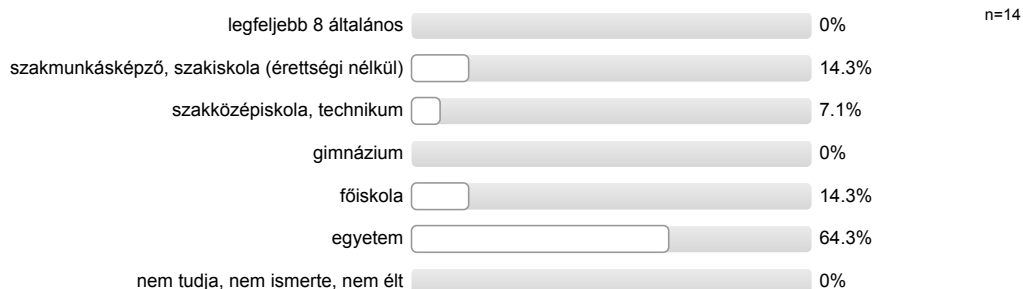 legfeljebb 8 általános 0% n=14
szakmunkásképző, szakiskola (érettségi nélkül) 14.3%
szakközépiskola, technikum 7.1%
gimnázium 0%
főiskola 14.3%
egyetem 64.3%
nem tudja, nem ismerte, nem élt 0%